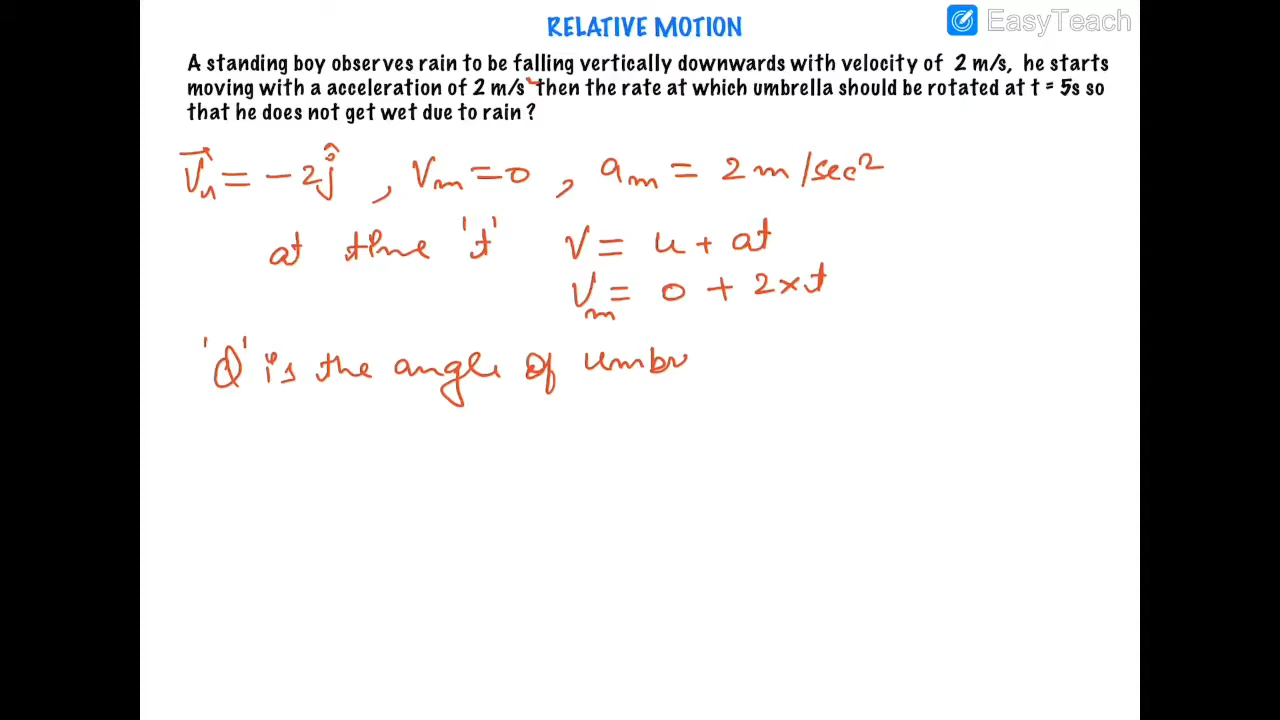 RELATIVE MOTION
EasyTeach
A standing boy observes rain to be falling vertically downwards with velocity of 2 m/s, he starts
moving with a acceleration of 2 m/s² then the rate at which umbrella should be rotated at t = 5s so
that he does not get wet due to rain ?
V⃗r = -2ĵ , Vm = 0 , am = 2m/sec²
at time 't' V = u + at
Vm = 0 + 2×t
'θ' is the angle of umbr